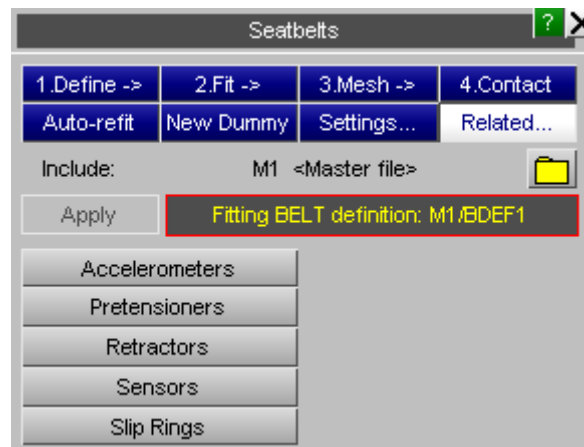 Seatbelts ? X
1.Define -> 2.Fit -> 3.Mesh -> 4.Contact
Auto-refit New Dummy Settings... Related...
Include: M1 <Master file>
Apply Fitting BELT definition: M1/BDEF1
Accelerometers
Pretensioners
Retractors
Sensors
Slip Rings